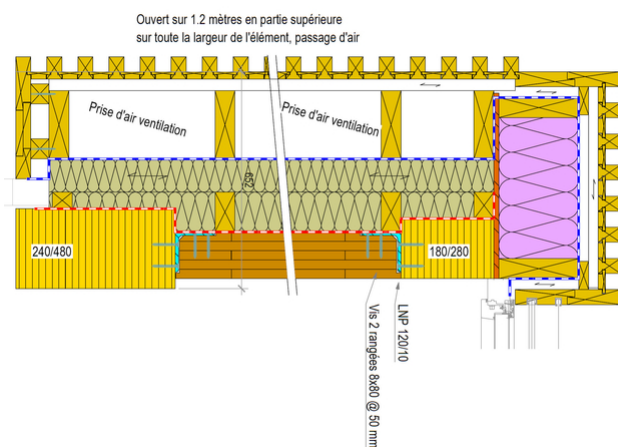 Ouvert sur 1.2 mètres en partie supérieure
sur toute la largeur de l'élément, passage d'air
Prise d'air ventilation
Prise d'air ventilation
652
240/480
180/280
LNP 120/10
Vis 2 rangées 8x80 @ 50 mm